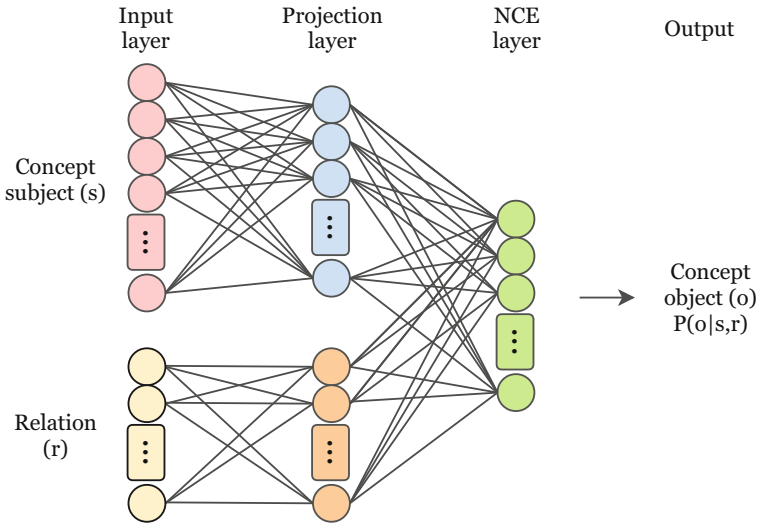 Input
layer
Projection
layer
NCE
layer
Output
Concept
subject (s)
Concept
object (o)
P(o|s,r)
Relation
(r)